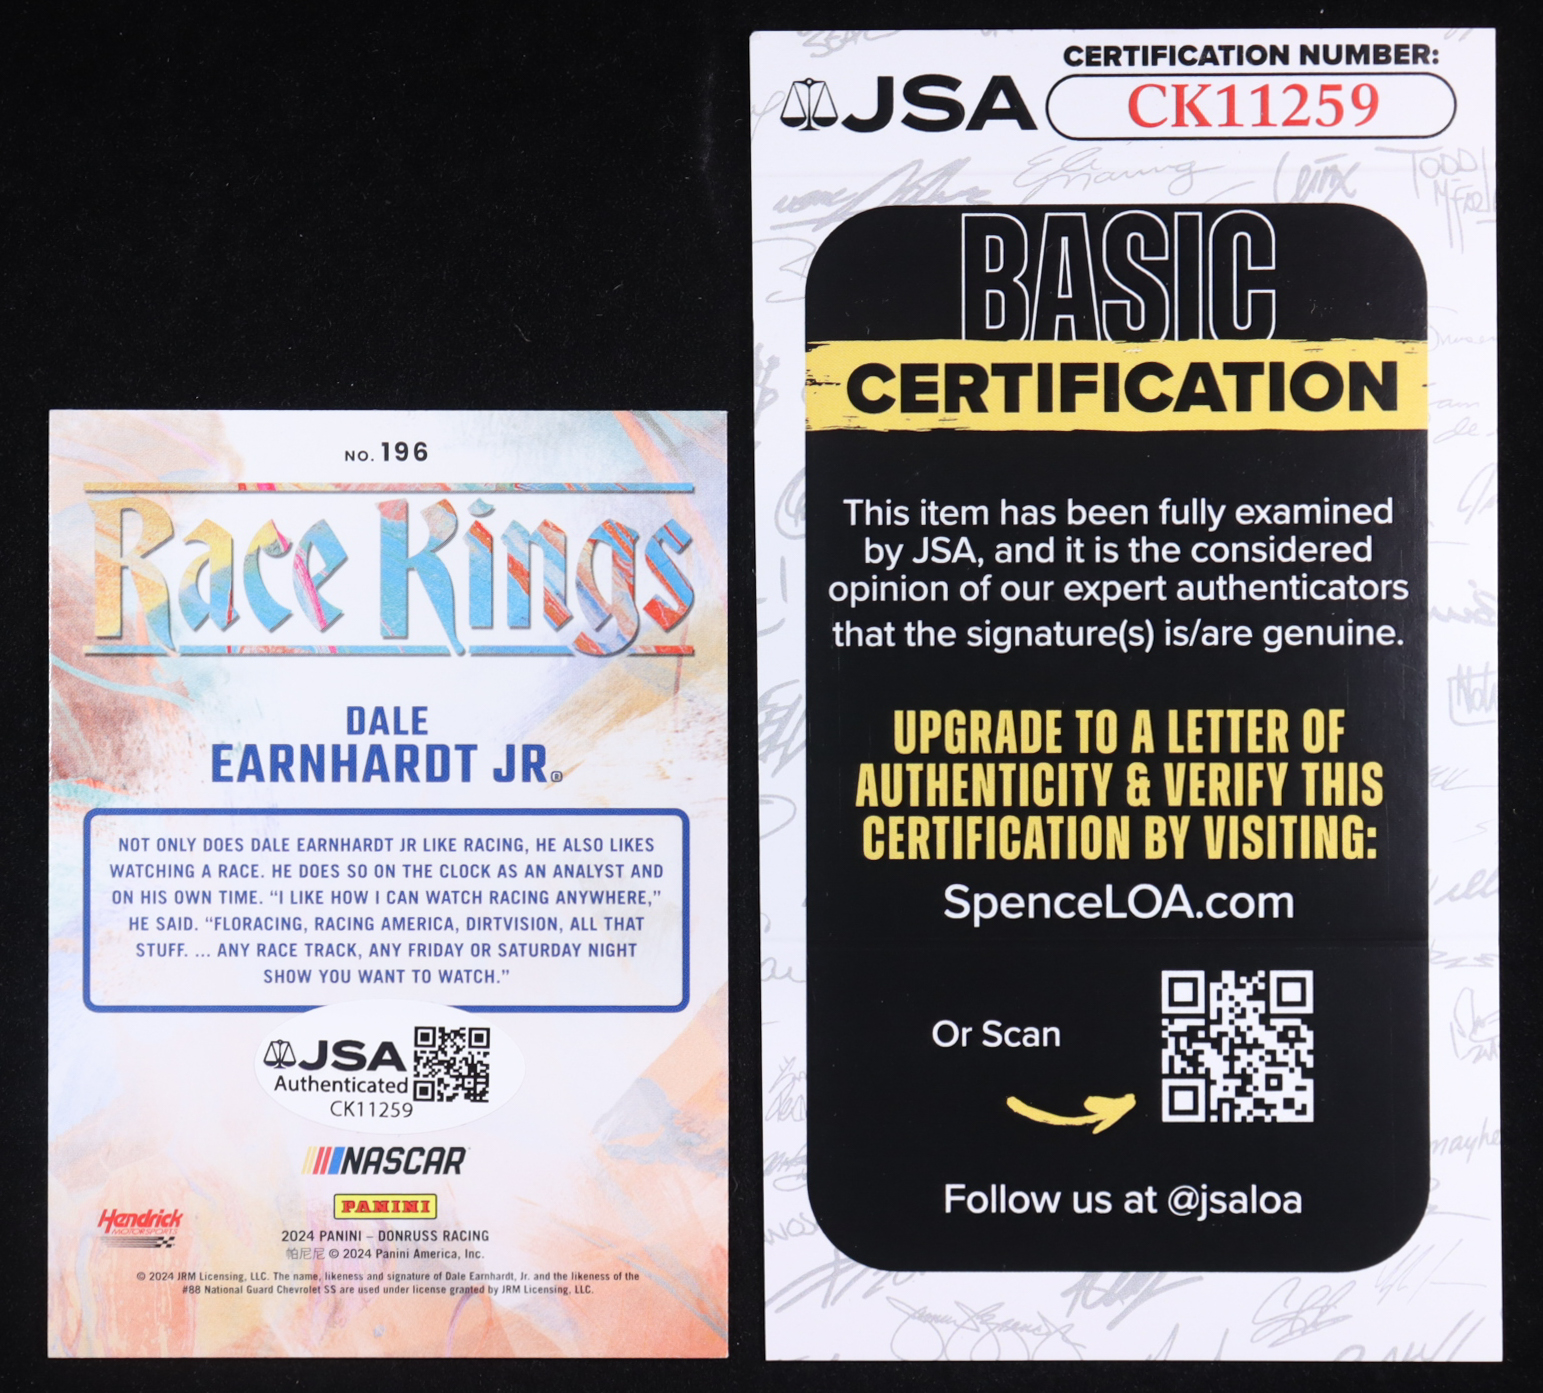 NO. 196
Race Kings
DALE
EARNHARDT JR®
NOT ONLY DOES DALE EARNHARDT JR LIKE RACING, HE ALSO LIKES
WATCHING A RACE. HE DOES SO ON THE CLOCK AS AN ANALYST AND
ON HIS OWN TIME. “I LIKE HOW I CAN WATCH RACING ANYWHERE,”
HE SAID. “FLORACING, RACING AMERICA, DIRTVISION, ALL THAT
STUFF. ... ANY RACE TRACK, ANY FRIDAY OR SATURDAY NIGHT
SHOW YOU WANT TO WATCH.”
JSA
Authenticated
CK11259
NASCAR
PANINI
Hendrick
MOTORSPORTS
2024 PANINI – DONRUSS RACING
帕尼尼 © 2024 Panini America, Inc.
© 2024 JRM Licensing, LLC. The name, likeness and signature of Dale Earnhardt, Jr. and the likeness of the
#88 National Guard Chevrolet SS are used under license granted by JRM Licensing, LLC.
CERTIFICATION NUMBER:
JSA CK11259
BASIC
CERTIFICATION
This item has been fully examined
by JSA, and it is the considered
opinion of our expert authenticators
that the signature(s) is/are genuine.
UPGRADE TO A LETTER OF
AUTHENTICITY & VERIFY THIS
CERTIFICATION BY VISITING:
SpenceLOA.com
Or Scan
Follow us at @jsaloa